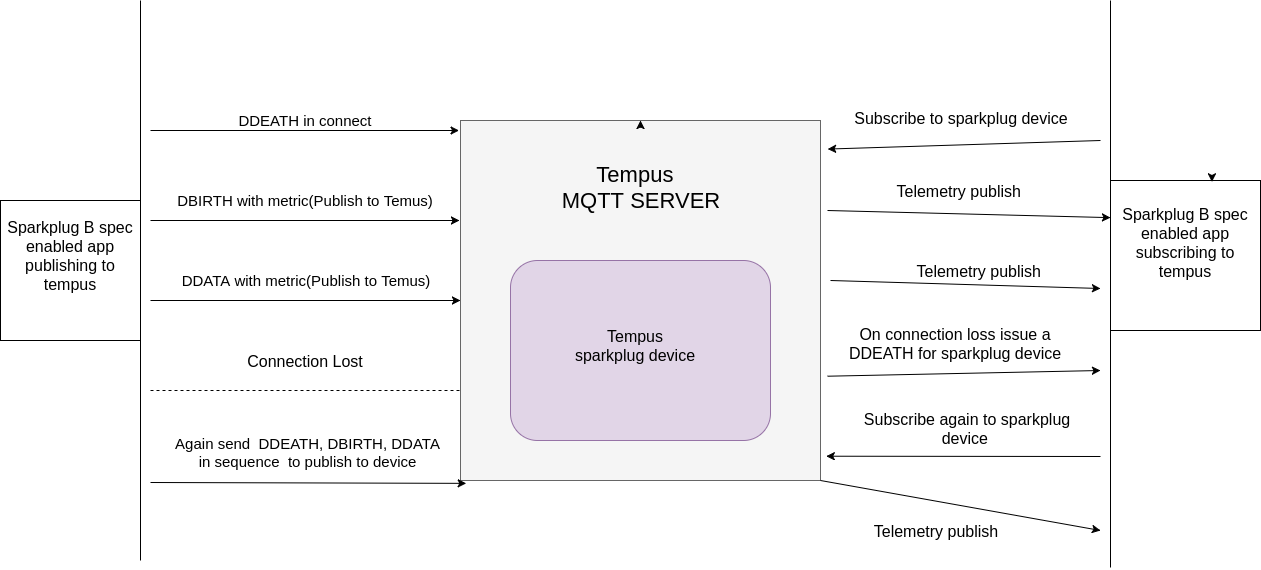 DDEATH in connect
DBIRTH with metric(Publish to Temus)
Sparkplug B spec
enabled app
publishing to
tempus
DDATA with metric(Publish to Temus)
Connection Lost
Again send  DDEATH, DBIRTH, DDATA
in sequence  to publish to device
Tempus
MQTT SERVER
Tempus
sparkplug device
Subscribe to sparkplug device
Telemetry publish
Telemetry publish
On connection loss issue a
DDEATH for sparkplug device
Subscribe again to sparkplug
device
Telemetry publish
Sparkplug B spec
enabled app
subscribing to
tempus